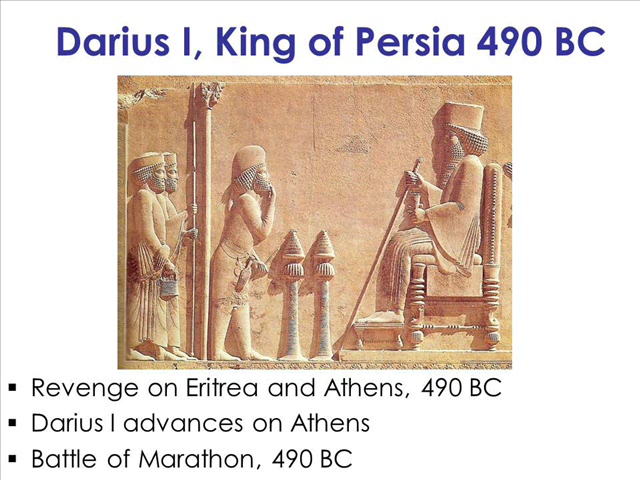 Darius I, King of Persia 490 BC
▪ Revenge on Eritrea and Athens, 490 BC
▪ Darius I advances on Athens
▪ Battle of Marathon, 490 BC